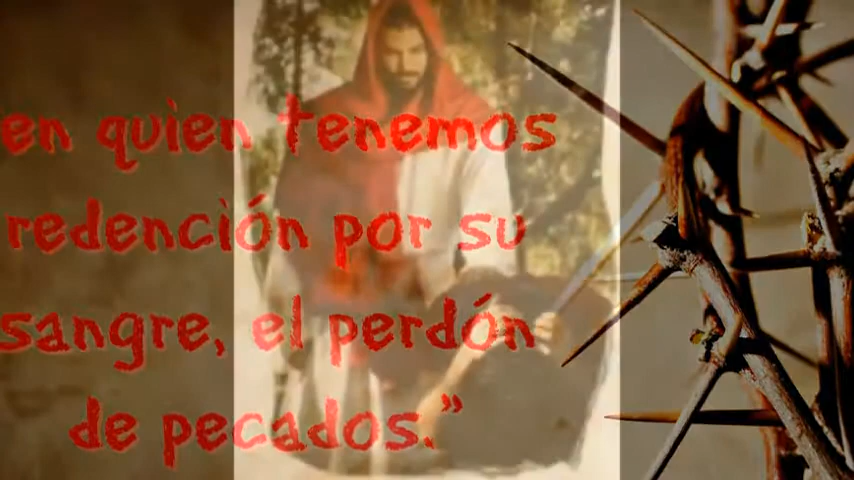 en quien tenemos
redención por su
sangre, el perdón
de pecados.”